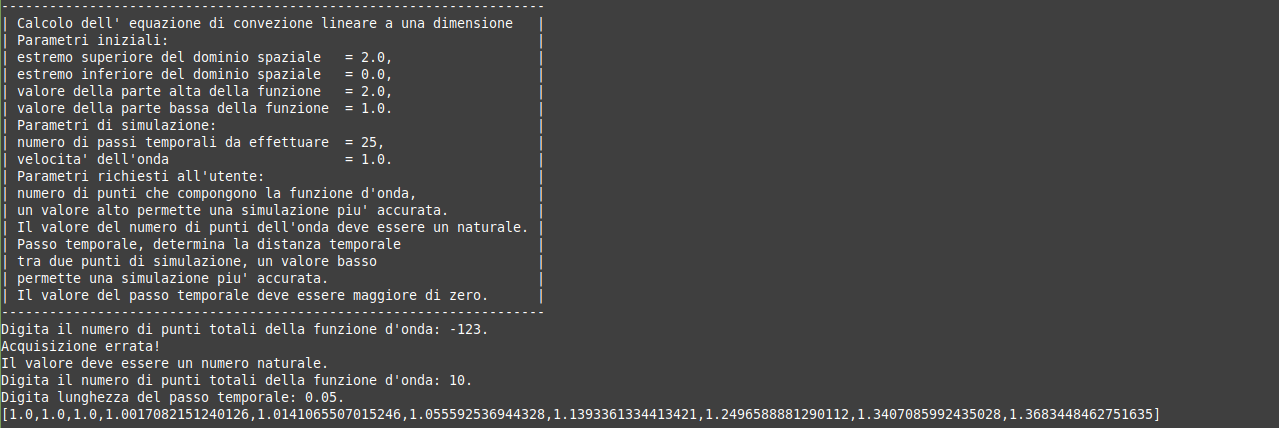 --------------------------------------------------------------------
| Calcolo dell' equazione di convezione lineare a una dimensione   |
| Parametri iniziali:                                              |
| estremo superiore del dominio spaziale   = 2.0,                  |
| estremo inferiore del dominio spaziale   = 0.0,                  |
| valore della parte alta della funzione   = 2.0,                  |
| valore della parte bassa della funzione  = 1.0.                  |
| Parametri di simulazione:                                        |
| numero di passi temporali da effettuare  = 25,                   |
| velocita' dell'onda                      = 1.0.                  |
| Parametri richiesti all'utente:                                  |
| numero di punti che compongono la funzione d'onda,               |
| un valore alto permette una simulazione piu' accurata.           |
| Il valore del numero di punti dell'onda deve essere un naturale. |
| Passo temporale, determina la distanza temporale                 |
| tra due punti di simulazione, un valore basso                    |
| permette una simulazione piu' accurata.                          |
| Il valore del passo temporale deve essere maggiore di zero.      |
--------------------------------------------------------------------
Digita il numero di punti totali della funzione d'onda: -123.
Acquisizione errata!
Il valore deve essere un numero naturale.
Digita il numero di punti totali della funzione d'onda: 10.
Digita lunghezza del passo temporale: 0.05.
[1.0,1.0,1.0,1.0017082151240126,1.0141065507015246,1.055592536944328,1.1393361334413421,1.2496588881290112,1.3407085992435028,1.3683448462751635]